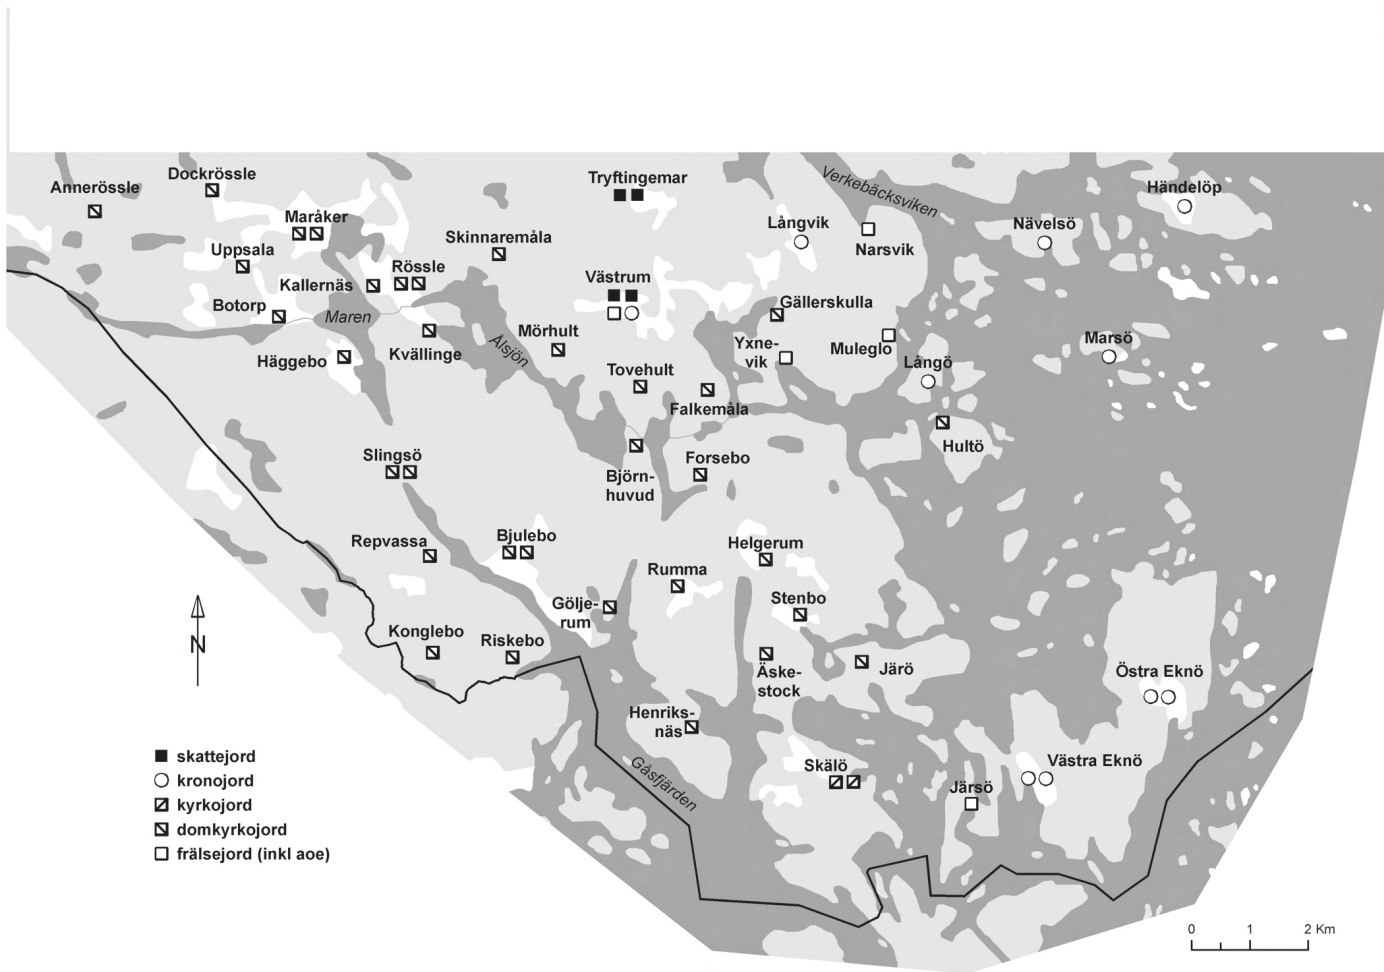 Annerössle
Dockrössle
Maråker
Uppsala
Kallernäs
Rössle
Skinnaremåla
Botorp
Maren
Häggebo
Kvällinge
Ålsjön
Mörhult
Tryftingemar
Västrum
Tovehult
Falkemåla
Björn-
huvud
Forsebo
Verkebäcksviken
Långvik
Narsvik
Gällerskulla
Yxne-
vik
Muleglo
Långö
Hultö
Nävelsö
Händelöp
Marsö
Slingsö
Repvassa
Bjulebo
Gölje-
rum
Konglebo
Riskebo
Rumma
Helgerum
Stenbo
Äske-
stock
Järö
Henriks-
näs
Gåsfjärden
Skälö
Järsö
Västra Eknö
Östra Eknö
N
skattejord
kronojord
kyrkojord
domkyrkojord
frälsejord (inkl aoe)
0 1 2 Km